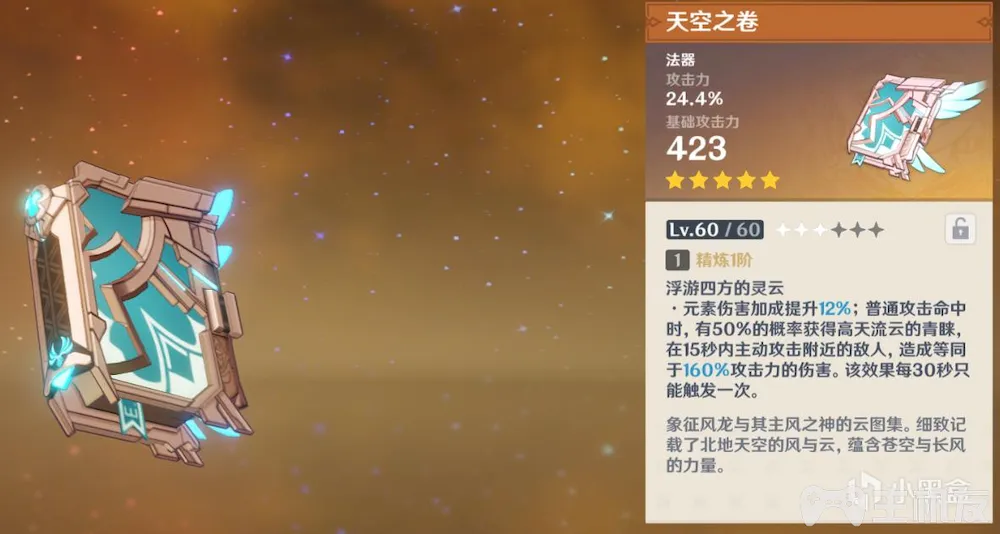 天空之卷
法器
攻击力
24.4%
基础攻击力
423
Lv.60 / 60
1 精炼1阶
浮游四方的灵云
·元素伤害加成提升12%；普通攻击命中
时，有50%的概率获得高天流云的青睐，
在15秒内主动攻击附近的敌人，造成等同
于160%攻击力的伤害。该效果每30秒只
能触发一次。
象征风龙与其主风之神的云图集。细致记
载了北地天空的风与云，蕴含苍空与长风
的力量。
小黑盒